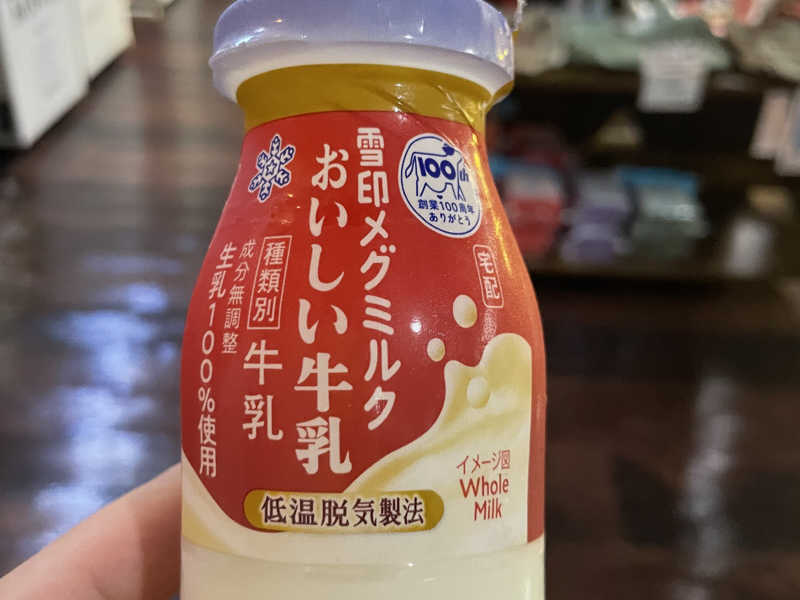 雪印メグミルク
おいしい牛乳
100th
創業100周年
ありがとう
宅配
種類別
牛乳
成分無調整
生乳100%使用
低温脱気製法
イメージ図
Whole
Milk